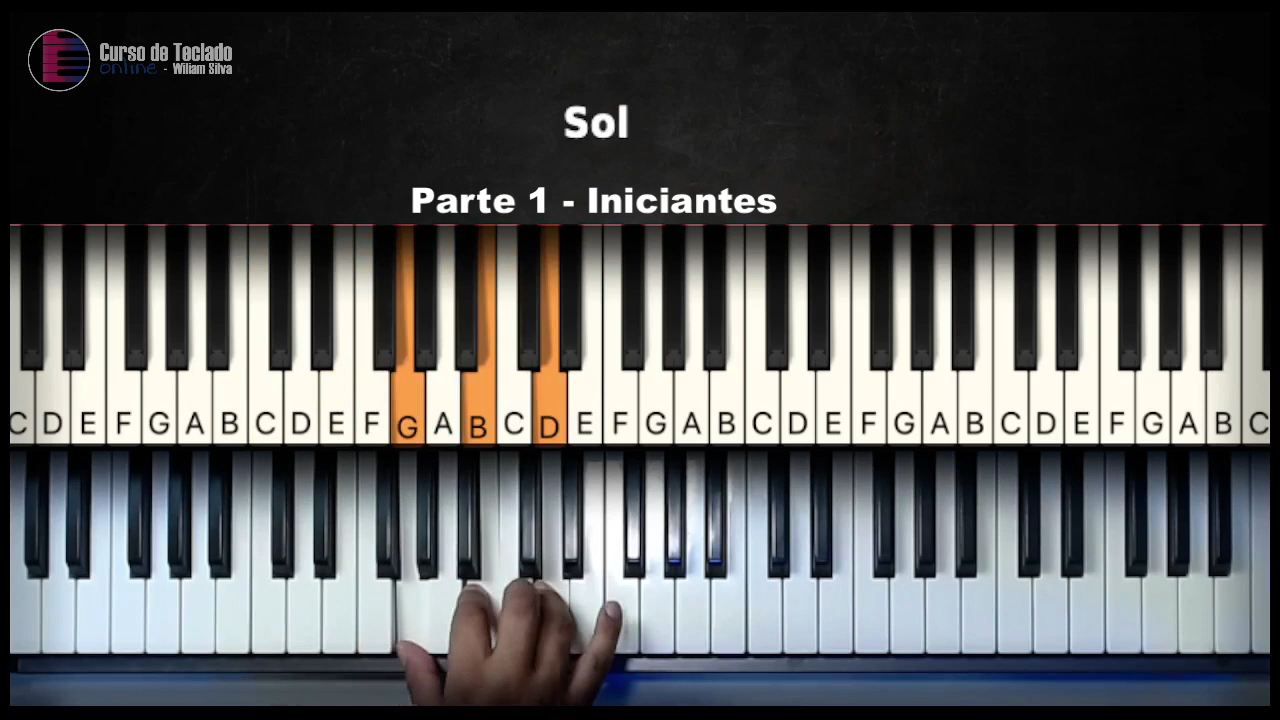 Curso de Teclado
online - Wiliam Silva
Sol
Parte 1 - Iniciantes
C D E F G A B C D E F G A B C D E F G A B C D E F G A B C D E F G A B C